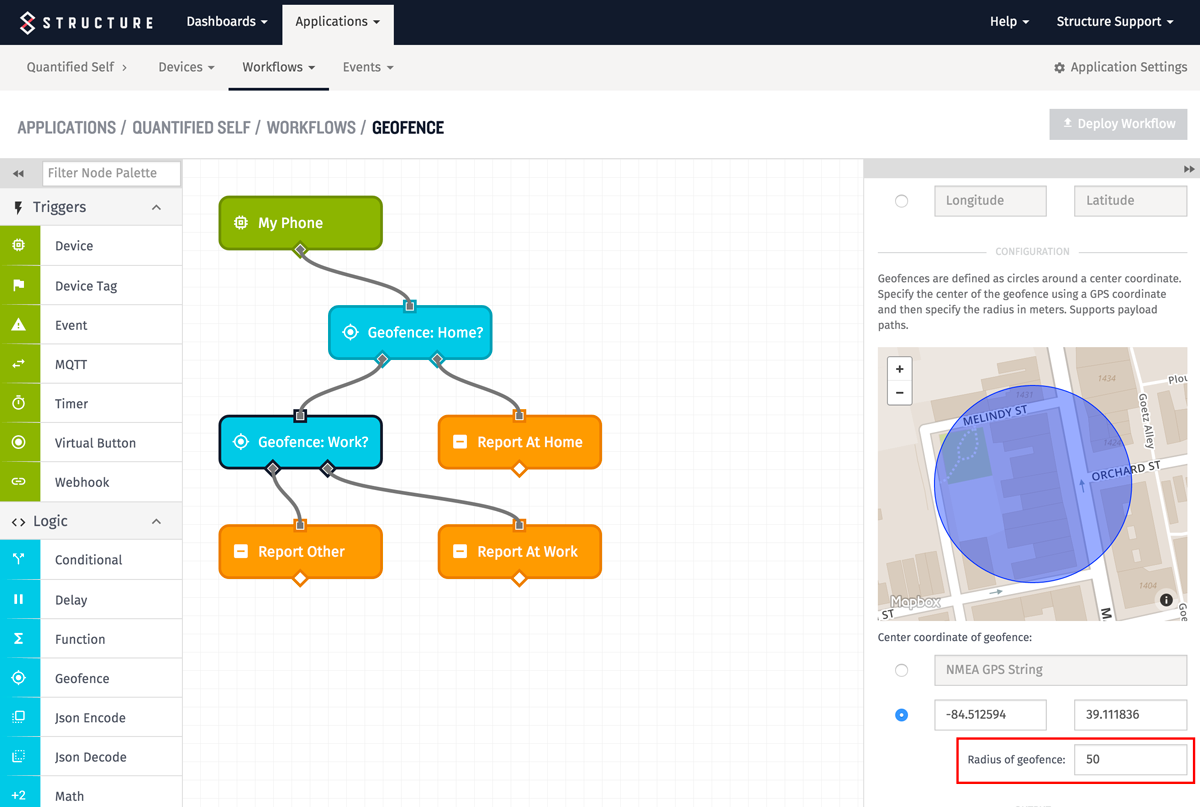 STRUCTURE
Dashboards
Applications
Help
Structure Support
Quantified Self
Devices
Workflows
Events
Application Settings
APPLICATIONS / QUANTIFIED SELF / WORKFLOWS / GEOFENCE
Deploy Workflow
Filter Node Palette
Triggers
Device
Device Tag
Event
MQTT
Timer
Virtual Button
Webhook
Logic
Conditional
Delay
Function
Geofence
Json Encode
Json Decode
+2 Math
My Phone
Geofence: Home?
Geofence: Work?
Report At Home
Report Other
Report At Work
Longitude
Latitude
CONFIGURATION
Geofences are defined as circles around a center coordinate.
Specify the center of the geofence using a GPS coordinate
and then specify the radius in meters. Supports payload
paths.
+
−
1434
Plou
1431
MELINDY ST
Goetz Alley
1424
ORCHARD ST
1404
Mapbox
ST
M
Goe
Center coordinate of geofence:
NMEA GPS String
-84.512594
39.111836
Radius of geofence:
50